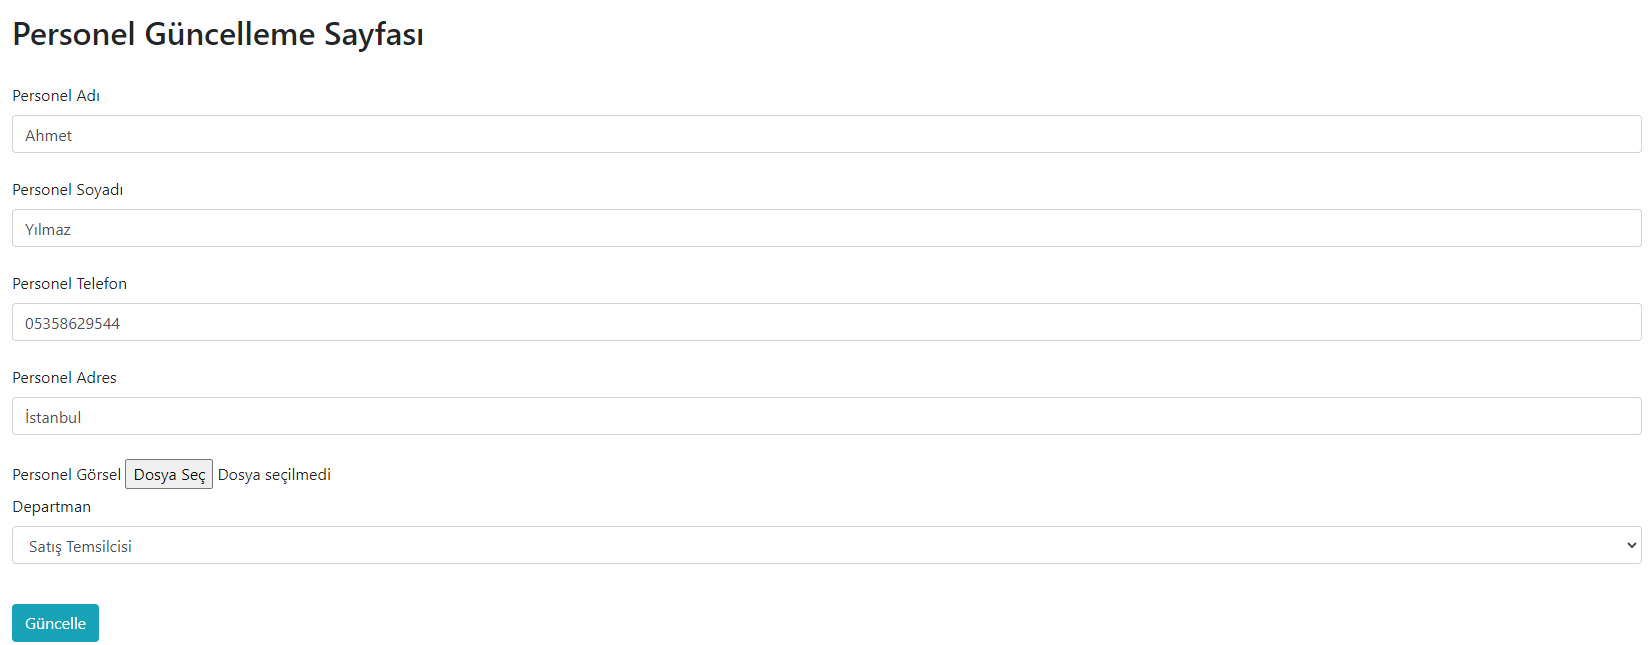 Personel Güncelleme Sayfası
Personel Adı
Ahmet
Personel Soyadı
Yılmaz
Personel Telefon
05358629544
Personel Adres
İstanbul
Personel Görsel Dosya Seç Dosya seçilmedi
Departman
Satış Temsilcisi
Güncelle